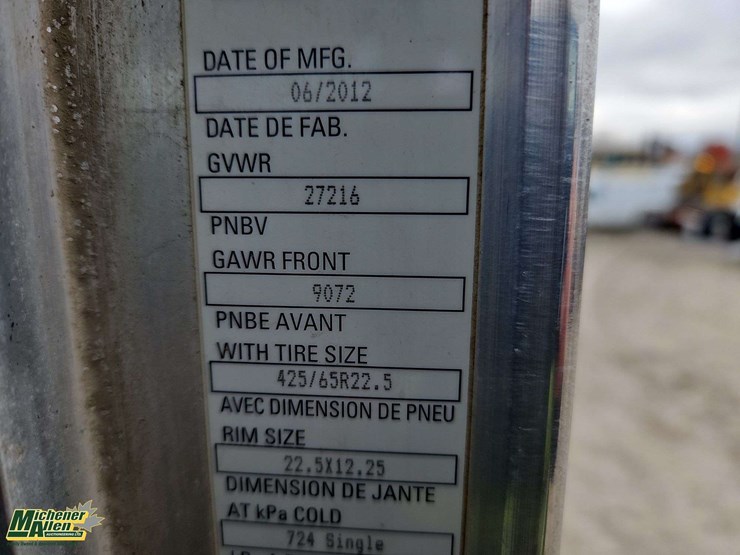 DATE OF MFG.
06/2012
DATE DE FAB.
GVWR
27216
PNBV
GAWR FRONT
9072
PNBE AVANT
WITH TIRE SIZE
425/65R22.5
AVEC DIMENSION DE PNEU
RIM SIZE
22.5X12.25
DIMENSION DE JANTE
AT kPa COLD
724 Single
Michener
Allen
AUCTIONEERING LTD.